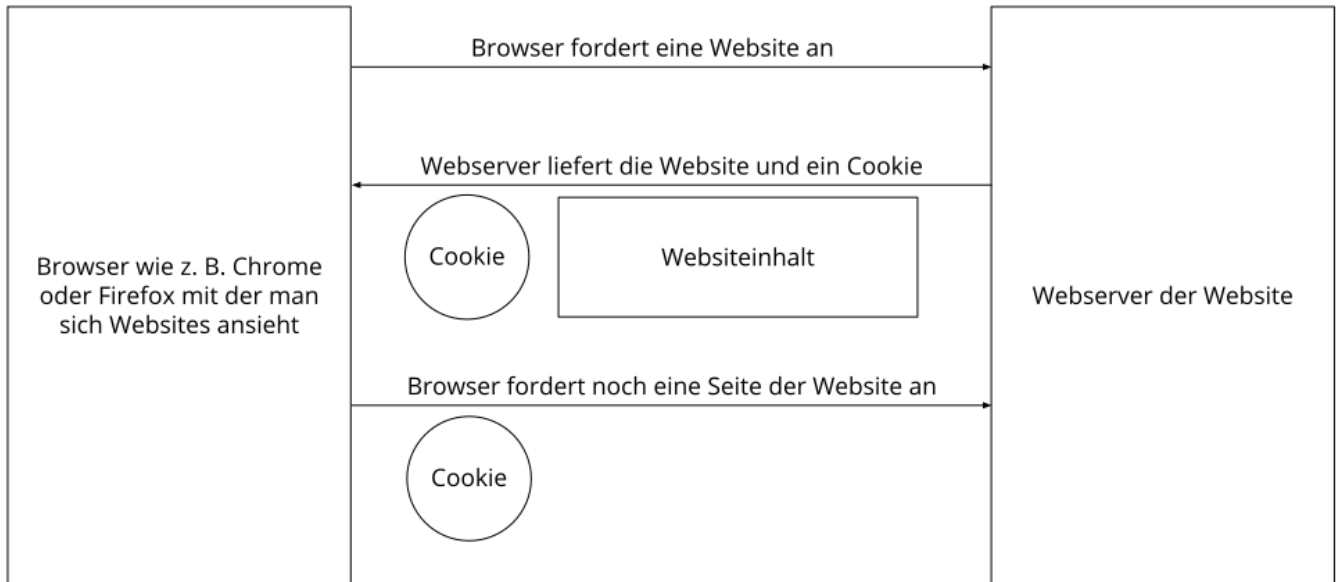 Browser fordert eine Website an
Webserver liefert die Website und ein Cookie
Cookie
Websiteinhalt
Browser wie z. B. Chrome
oder Firefox mit der man
sich Websites ansieht
Webserver der Website
Browser fordert noch eine Seite der Website an
Cookie